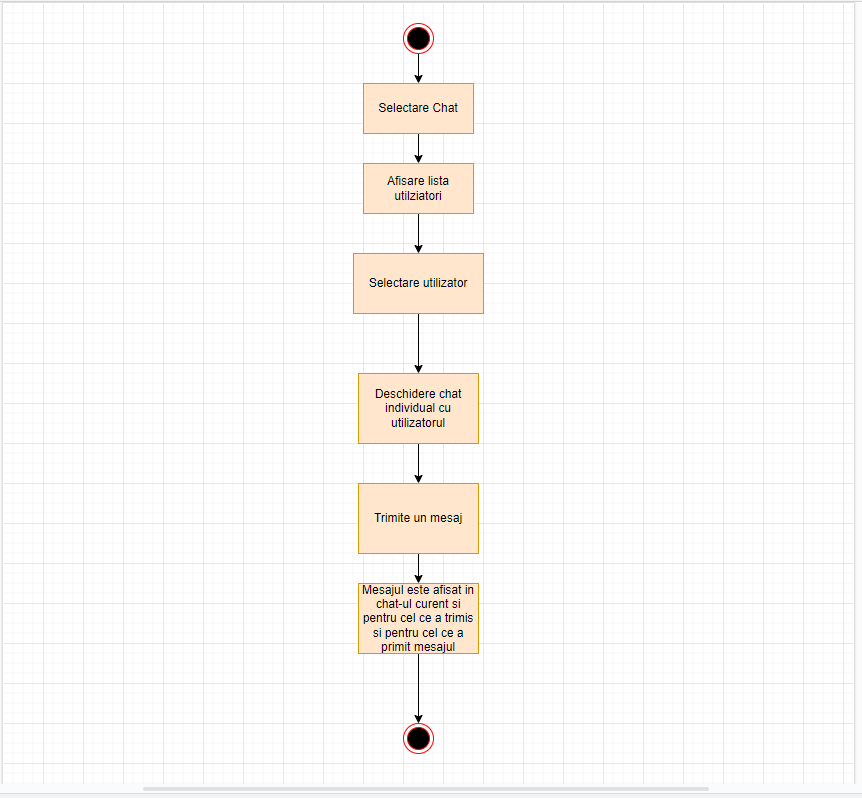 Selectare Chat
Afisare lista
utilziatori
Selectare utilizator
Deschidere chat
individual cu
utilizatorul
Trimite un mesaj
Mesajul este afisat in
chat-ul curent si
pentru cel ce a trimis
si pentru cel ce a
primit mesajul